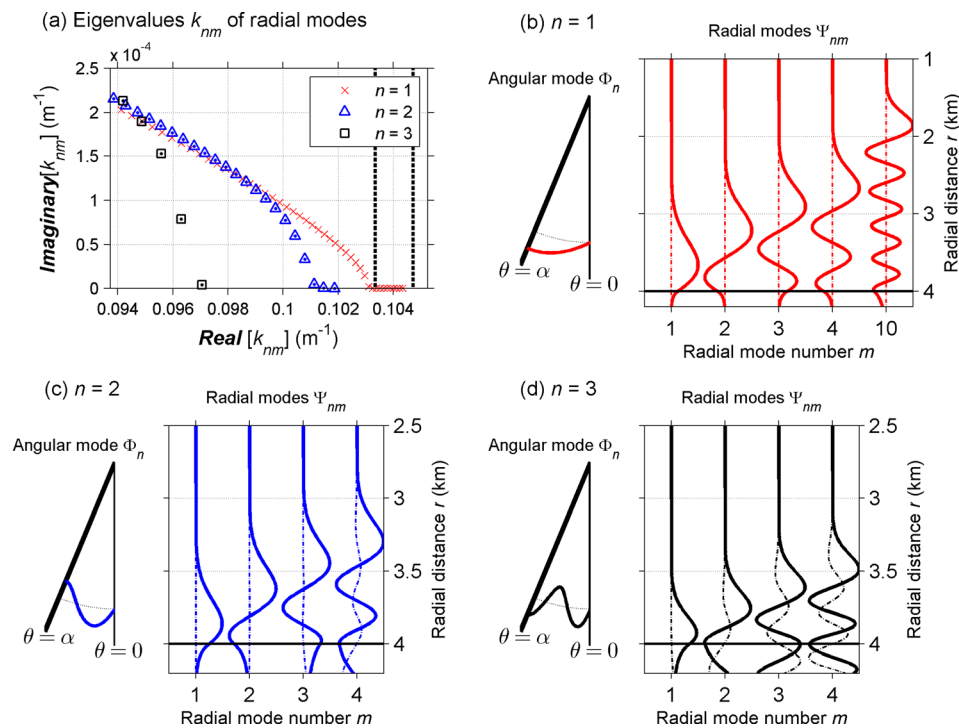 (a) Eigenvalues k_nm of radial modes
x 10^-4
2.5
2
1.5
1
0.5
0
Imaginary[k_nm] (m^-1)
n = 1
n = 2
n = 3
0.094 0.096 0.098 0.1 0.102 0.104
Real [k_nm] (m^-1)
(b) n = 1
Radial modes Ψ_nm
Angular mode Φ_n
θ = α
θ = 0
1
2
3
4
Radial distance r (km)
1 2 3 4 10
Radial mode number m
(c) n = 2
Radial modes Ψ_nm
Angular mode Φ_n
θ = α
θ = 0
2.5
3
3.5
4
Radial distance r (km)
1 2 3 4
Radial mode number m
(d) n = 3
Radial modes Ψ_nm
Angular mode Φ_n
θ = α
θ = 0
2.5
3
3.5
4
Radial distance r (km)
1 2 3 4
Radial mode number m